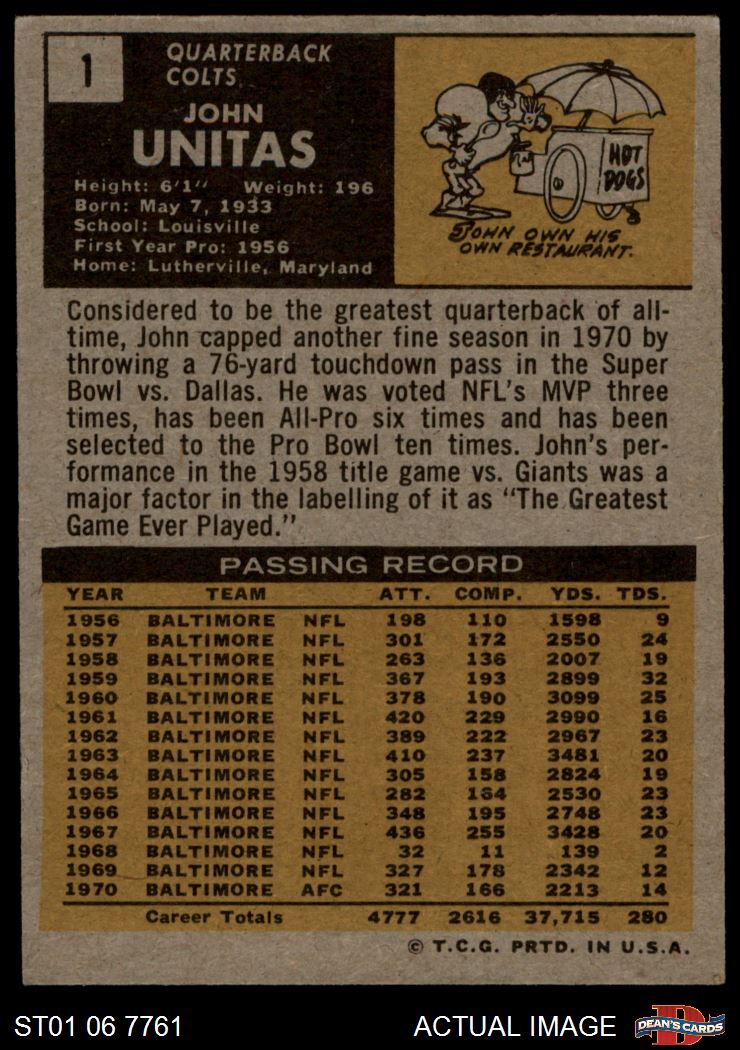 1
QUARTERBACK
COLTS
JOHN
UNITAS
Height: 6'1" Weight: 196
Born: May 7, 1933
School: Louisville
First Year Pro: 1956
Home: Lutherville, Maryland
HOT
DOGS
JOHN OWN HIS
OWN RESTAURANT.
Considered to be the greatest quarterback of all-
time, John capped another fine season in 1970 by
throwing a 76-yard touchdown pass in the Super
Bowl vs. Dallas. He was voted NFL's MVP three
times, has been All-Pro six times and has been
selected to the Pro Bowl ten times. John's per-
formance in the 1958 title game vs. Giants was a
major factor in the labelling of it as "The Greatest
Game Ever Played."
PASSING RECORD
YEAR TEAM ATT. COMP. YDS. TDS.
1956 BALTIMORE NFL 198 110 1598 9
1957 BALTIMORE NFL 301 172 2550 24
1958 BALTIMORE NFL 263 136 2007 19
1959 BALTIMORE NFL 367 193 2899 32
1960 BALTIMORE NFL 378 190 3099 25
1961 BALTIMORE NFL 420 229 2990 16
1962 BALTIMORE NFL 389 222 2967 23
1963 BALTIMORE NFL 410 237 3481 20
1964 BALTIMORE NFL 305 158 2824 19
1965 BALTIMORE NFL 282 164 2530 23
1966 BALTIMORE NFL 348 195 2748 23
1967 BALTIMORE NFL 436 255 3428 20
1968 BALTIMORE NFL 32 11 139 2
1969 BALTIMORE NFL 327 178 2342 12
1970 BALTIMORE AFC 321 166 2213 14
Career Totals 4777 2616 37,715 280
© T.C.G. PRTD. IN U.S.A.
ST01 06 7761 ACTUAL IMAGE DEAN'S CARDS